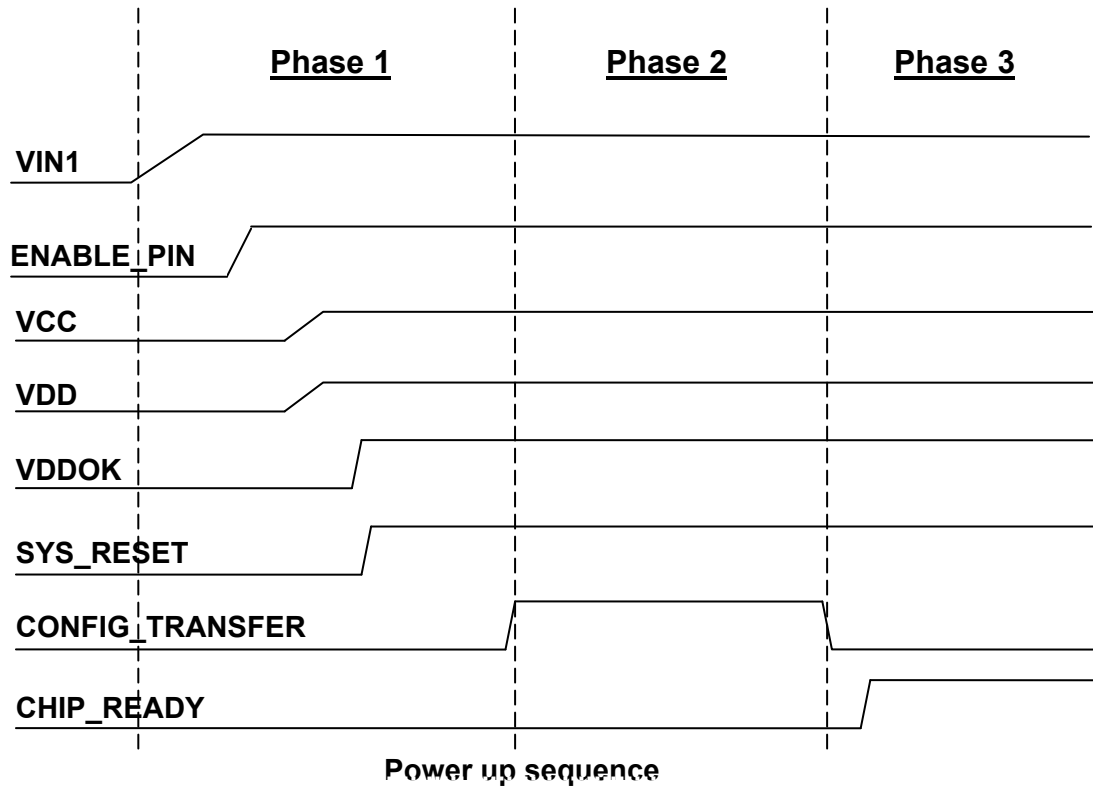 Phase 1 Phase 2 Phase 3
VIN1
ENABLE_PIN
VCC
VDD
VDDOK
SYS_RESET
CONFIG_TRANSFER
CHIP_READY
Power up sequence